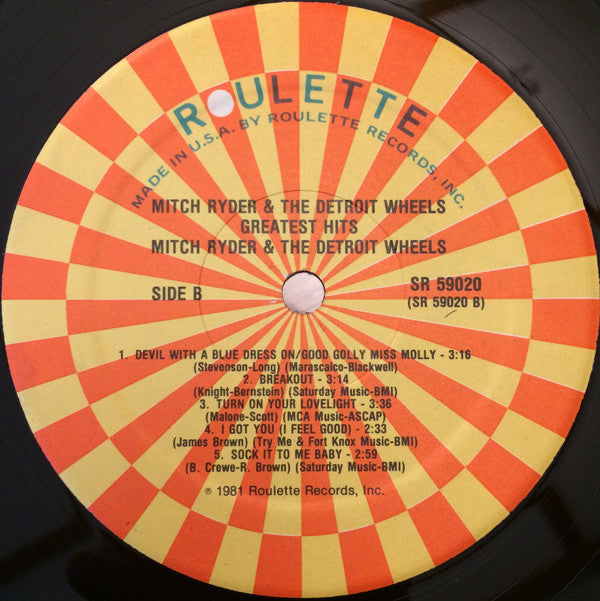 ROULETTE
MADE IN U.S.A. BY ROULETTE RECORDS, INC.
MITCH RYDER & THE DETROIT WHEELS
GREATEST HITS
MITCH RYDER & THE DETROIT WHEELS
SIDE B
SR 59020
(SR 59020 B)
1. DEVIL WITH A BLUE DRESS ON/GOOD GOLLY MISS MOLLY - 3:16
(Stevenson-Long) (Marascalco-Blackwell)
2. BREAKOUT - 3:14
(Knight-Bernstein) (Saturday Music-BMI)
3. TURN ON YOUR LOVELIGHT - 3:36
(Malone-Scott) (MCA Music-ASCAP)
4. I GOT YOU (I FEEL GOOD) - 2:33
(James Brown) (Try Me & Fort Knox Music-BMI)
5. SOCK IT TO ME BABY - 2:59
(B. Crewe-R. Brown) (Saturday Music-BMI)
℗ 1981 Roulette Records, Inc.